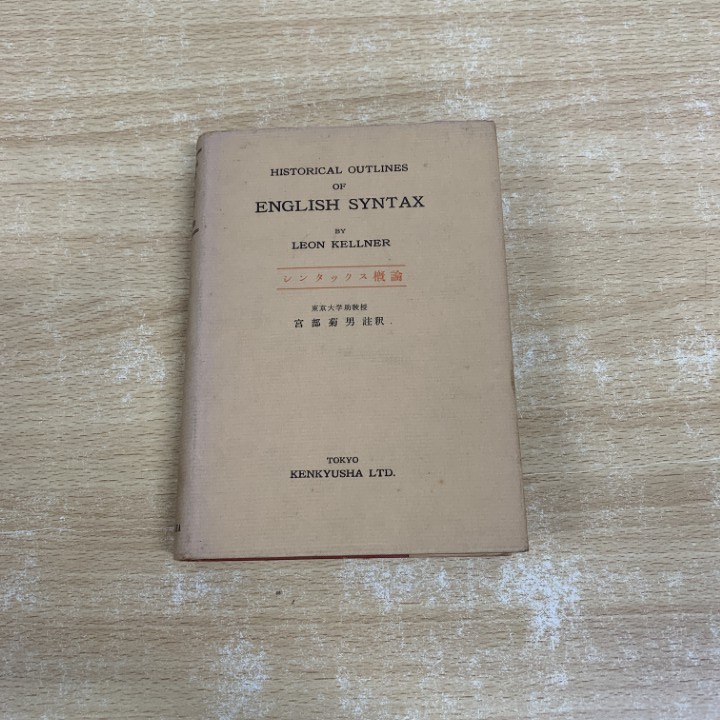 HISTORICAL OUTLINES
OF
ENGLISH SYNTAX
BY
LEON KELLNER
シンタックス概論
東京大学助教授
宮部菊男 註釈
TOKYO
KENKYUSHA LTD.